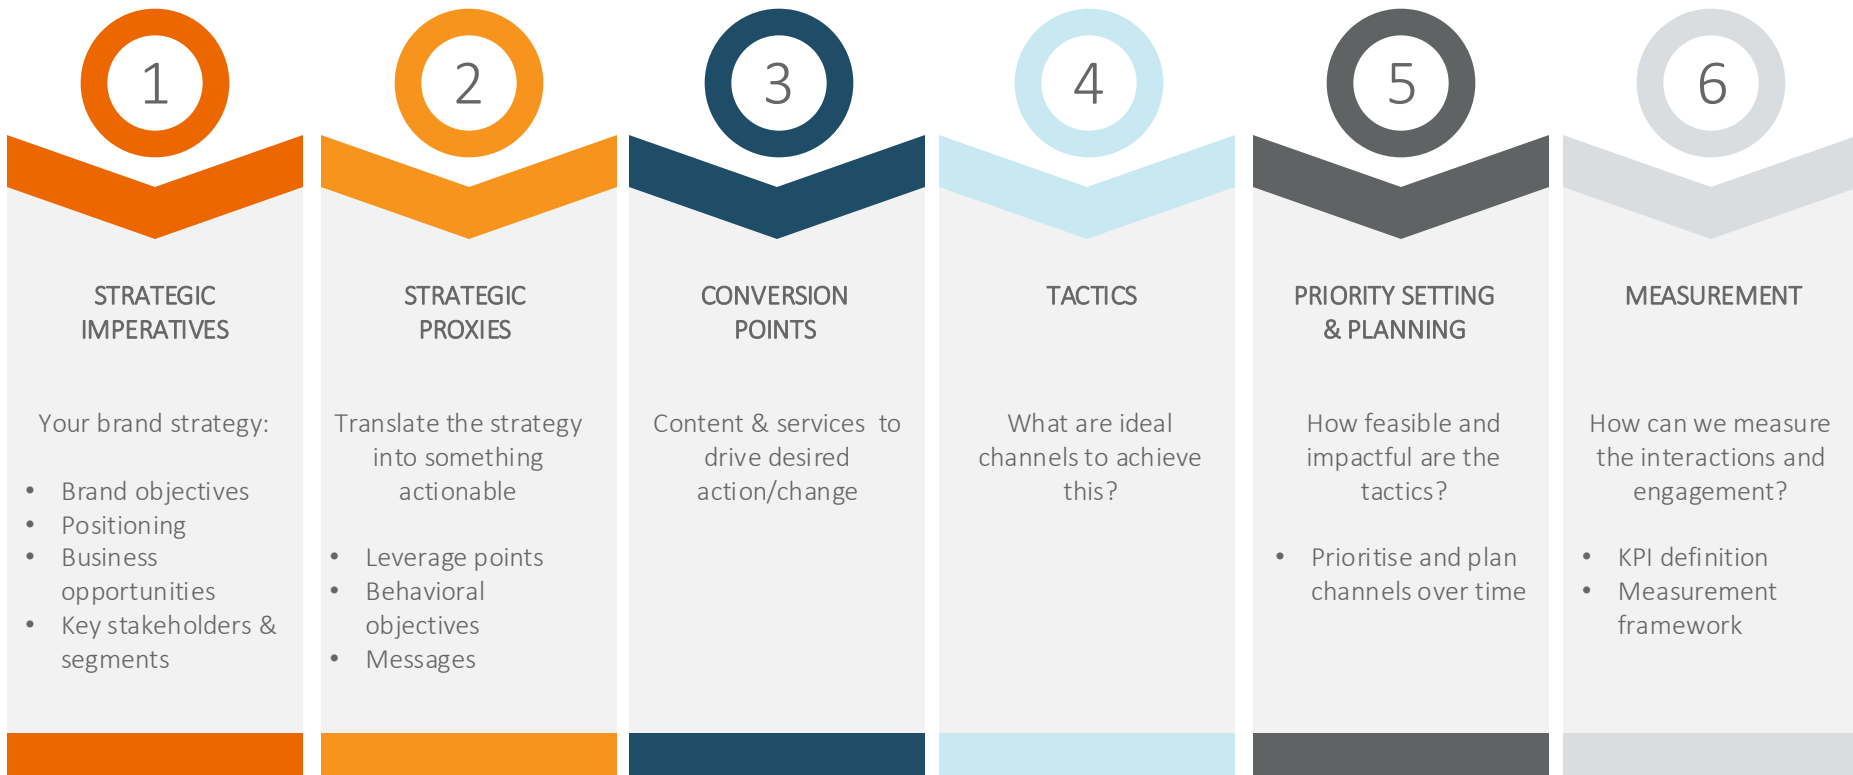 1
STRATEGIC
IMPERATIVES
Your brand strategy:
• Brand objectives
• Positioning
• Business
opportunities
• Key stakeholders &
segments
2
STRATEGIC
PROXIES
Translate the strategy
into something
actionable
• Leverage points
• Behavioral
objectives
• Messages
3
CONVERSION
POINTS
Content & services to
drive desired
action/change
4
TACTICS
What are ideal
channels to achieve
this?
5
PRIORITY SETTING
& PLANNING
How feasible and
impactful are the
tactics?
• Prioritise and plan
channels over time
6
MEASUREMENT
How can we measure
the interactions and
engagement?
• KPI definition
• Measurement
framework